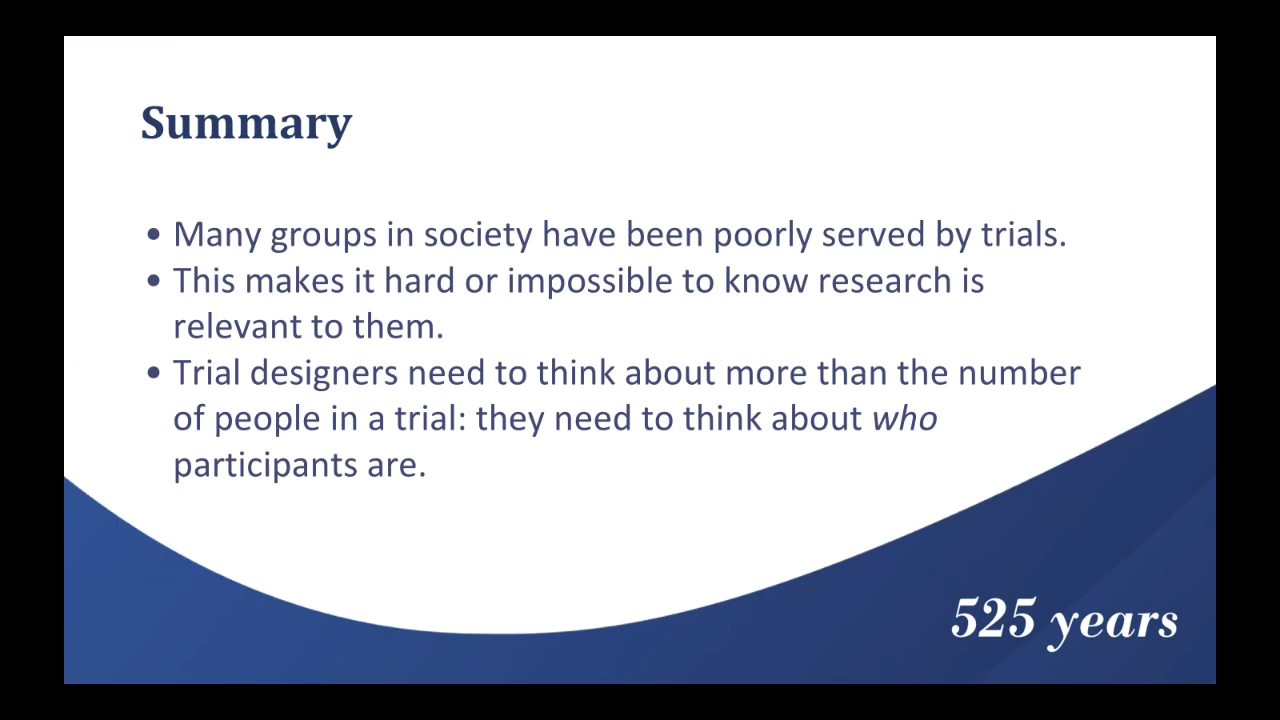 Summary
• Many groups in society have been poorly served by trials.
• This makes it hard or impossible to know research is
relevant to them.
• Trial designers need to think about more than the number
of people in a trial: they need to think about who
participants are.
525 years